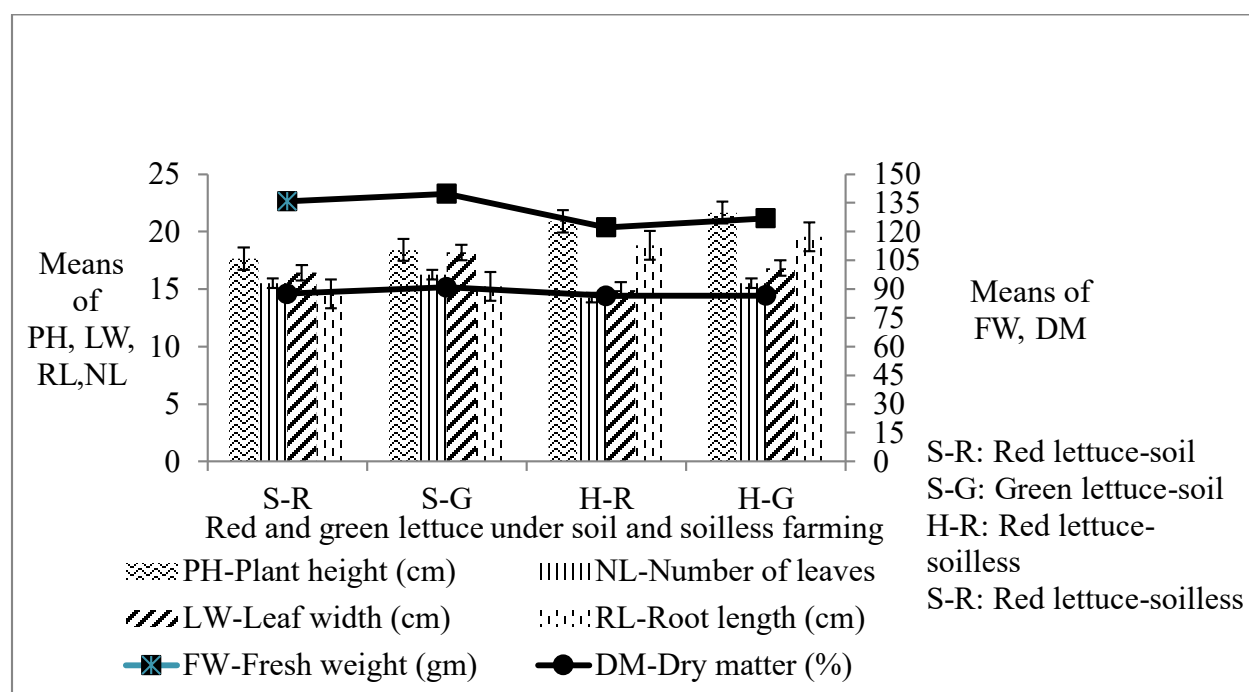 25
20
15
10
5
0
Means
of
PH, LW,
RL,NL
150
135
120
105
90
75
60
45
30
15
0
Means of
FW, DM
S-R S-G H-R H-G
Red and green lettuce under soil and soilless farming
PH-Plant height (cm) NL-Number of leaves
LW-Leaf width (cm) RL-Root length (cm)
FW-Fresh weight (gm) DM-Dry matter (%)
S-R: Red lettuce-soil
S-G: Green lettuce-soil
H-R: Red lettuce-
soilless
S-R: Red lettuce-soilless